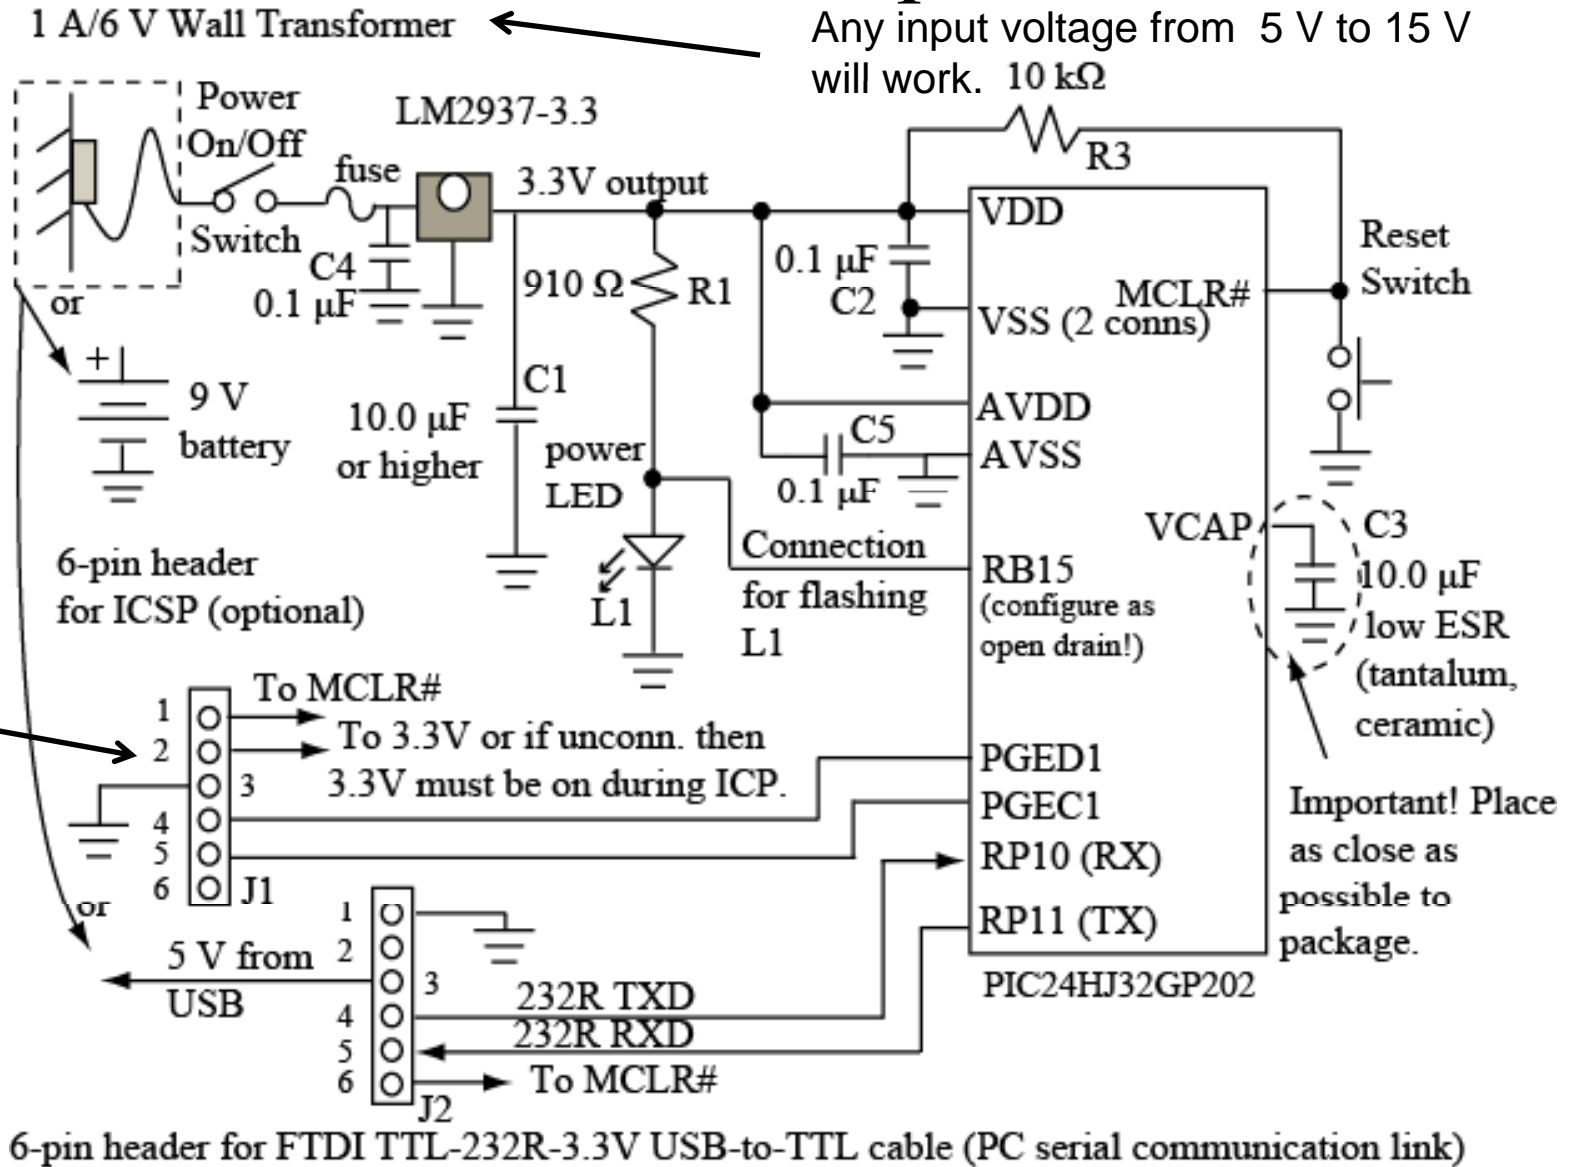 1 A/6 V Wall Transformer
Any input voltage from 5 V to 15 V
will work.
10 kΩ
R3
Power
On/Off
Switch
fuse
LM2937-3.3
3.3V output
C4
0.1 μF
or
+
9 V
battery
910 Ω
R1
C1
10.0 μF
or higher
power
LED
L1
0.1 μF
C2
C5
0.1 μF
Connection
for flashing
L1
VDD
MCLR#
VSS (2 conns)
AVDD
AVSS
VCAP
RB15
(configure as
open drain!)
PGED1
PGEC1
RP10 (RX)
RP11 (TX)
PIC24HJ32GP202
Reset
Switch
C3
10.0 μF
low ESR
(tantalum,
ceramic)
Important! Place
as close as
possible to
package.
6-pin header
for ICSP (optional)
1
2
3
4
5
6
J1
To MCLR#
To 3.3V or if unconn. then
3.3V must be on during ICP.
or
5 V from
USB
1
2
3
4
5
6
J2
232R TXD
232R RXD
To MCLR#
6-pin header for FTDI TTL-232R-3.3V USB-to-TTL cable (PC serial communication link)